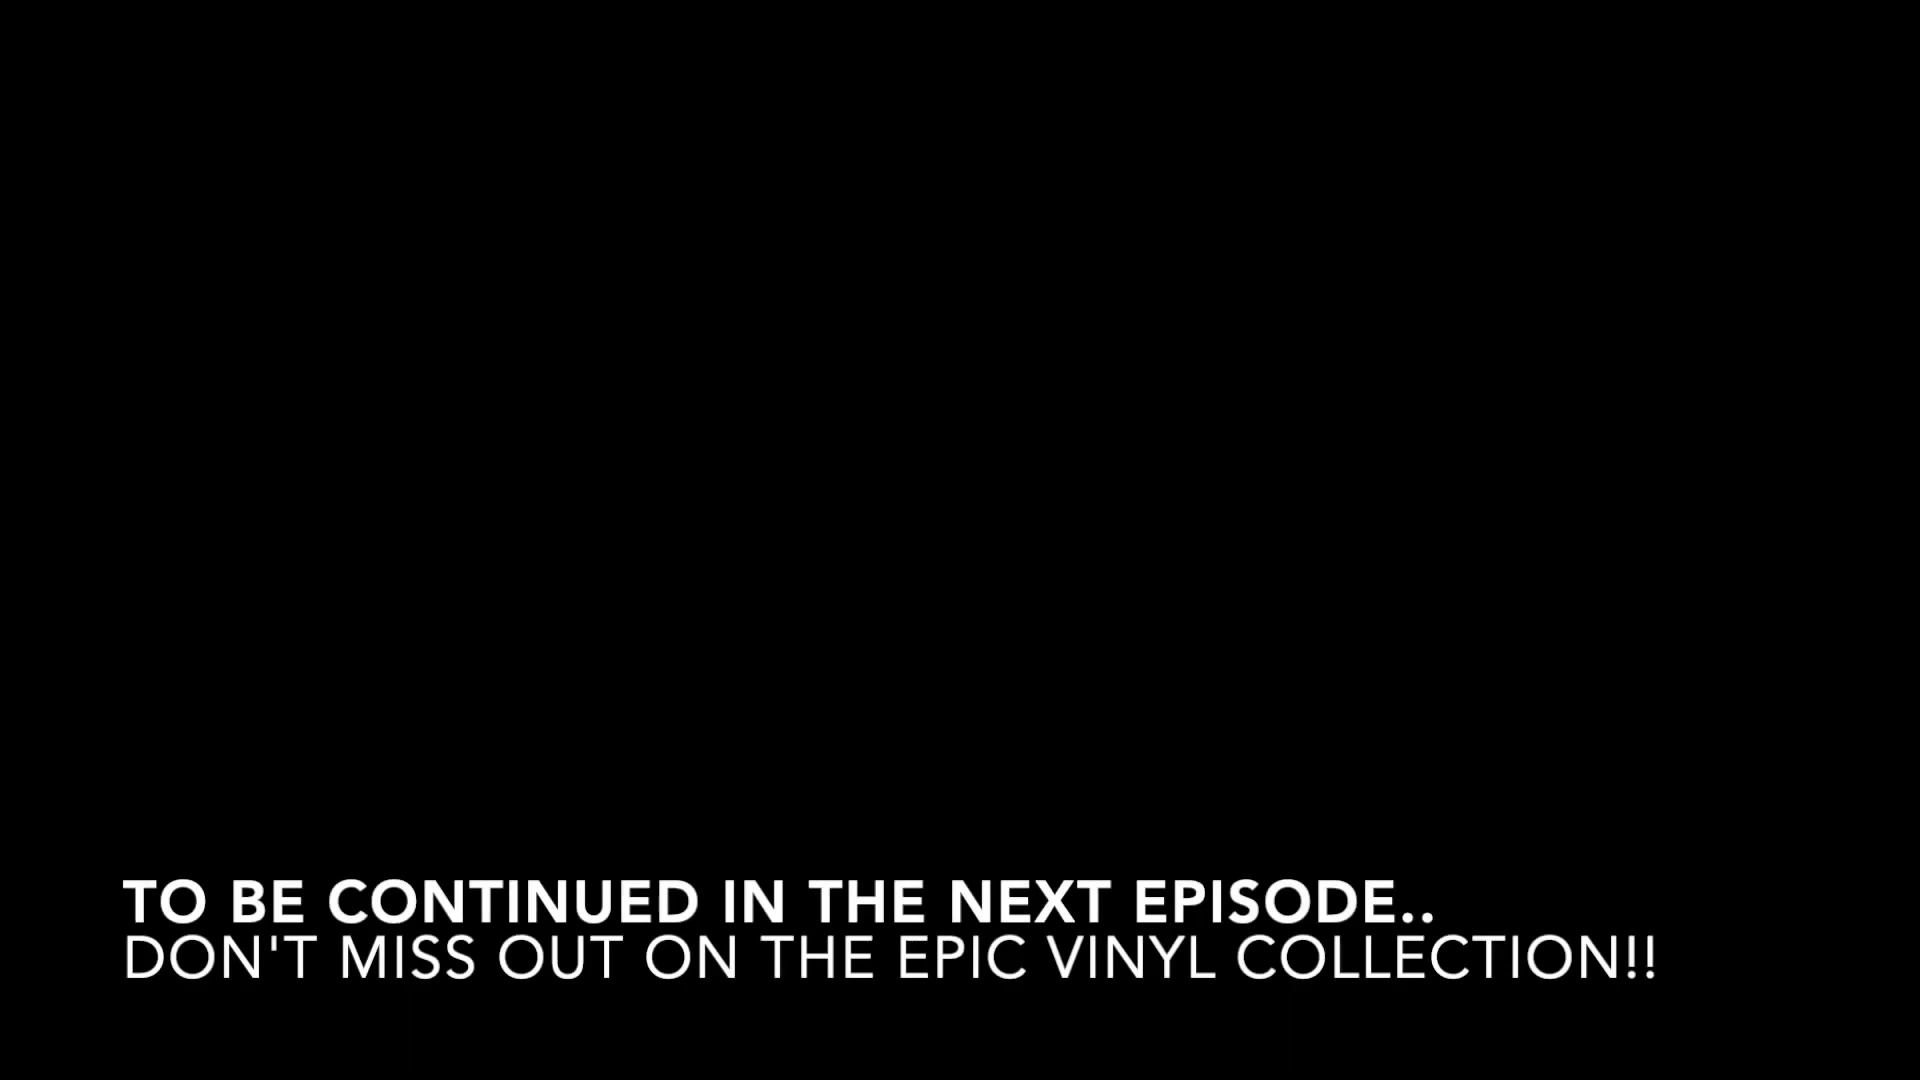 TO BE CONTINUED IN THE NEXT EPISODE..
DON'T MISS OUT ON THE EPIC VINYL COLLECTION!!